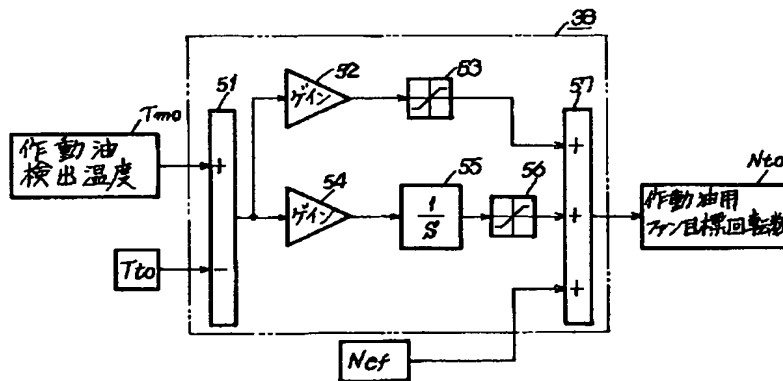 38
52
53
51
57
Tmo
ゲイン
作動油
検出温度
+
+
Nto
54
55
56
ゲイン
1
S
+
作動油用
ファン目標回転数
Tto
−
+
Nef